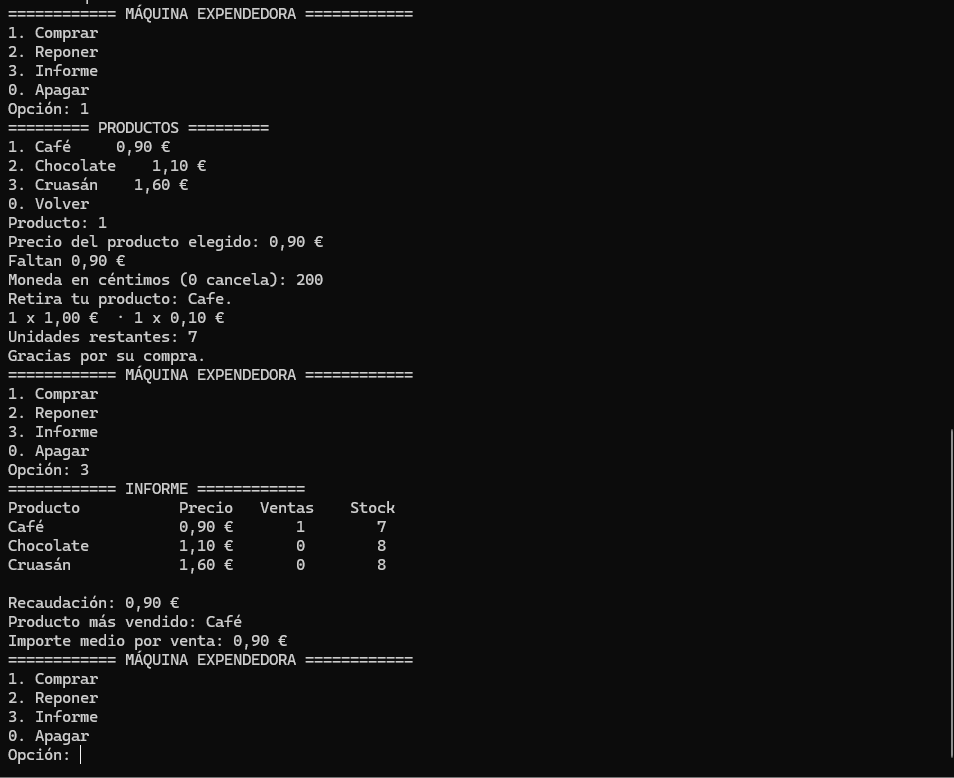 ============ MÁQUINA EXPENDEDORA ============
1. Comprar
2. Reponer
3. Informe
0. Apagar
Opción: 1
========= PRODUCTOS =========
1. Café     0,90 €
2. Chocolate    1,10 €
3. Cruasán    1,60 €
0. Volver
Producto: 1
Precio del producto elegido: 0,90 €
Faltan 0,90 €
Moneda en céntimos (0 cancela): 200
Retira tu producto: Cafe.
1 x 1,00 €  · 1 x 0,10 €
Unidades restantes: 7
Gracias por su compra.
============ MÁQUINA EXPENDEDORA ============
1. Comprar
2. Reponer
3. Informe
0. Apagar
Opción: 3
============ INFORME ============
Producto           Precio   Ventas    Stock
Café               0,90 €       1        7
Chocolate          1,10 €       0        8
Cruasán            1,60 €       0        8

Recaudación: 0,90 €
Producto más vendido: Café
Importe medio por venta: 0,90 €
============ MÁQUINA EXPENDEDORA ============
1. Comprar
2. Reponer
3. Informe
0. Apagar
Opción: